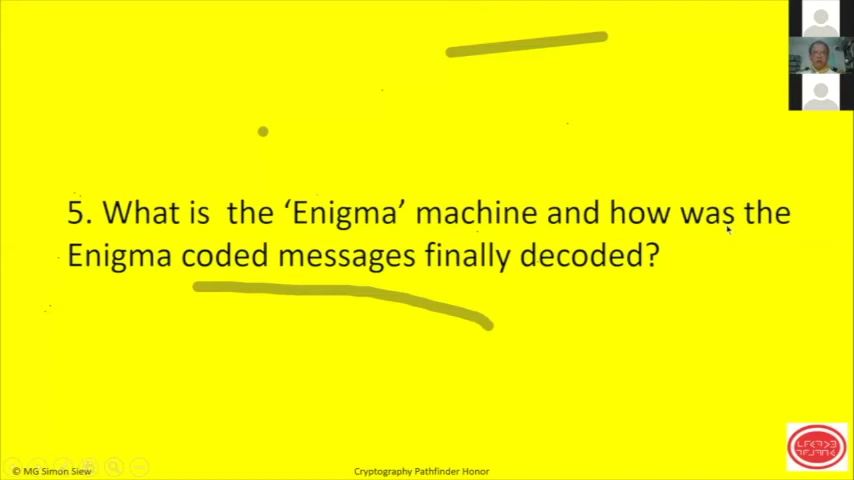 5. What is  the ‘Enigma’ machine and how was the
Enigma coded messages finally decoded?
© MG Simon Siew
Cryptography Pathfinder Honor